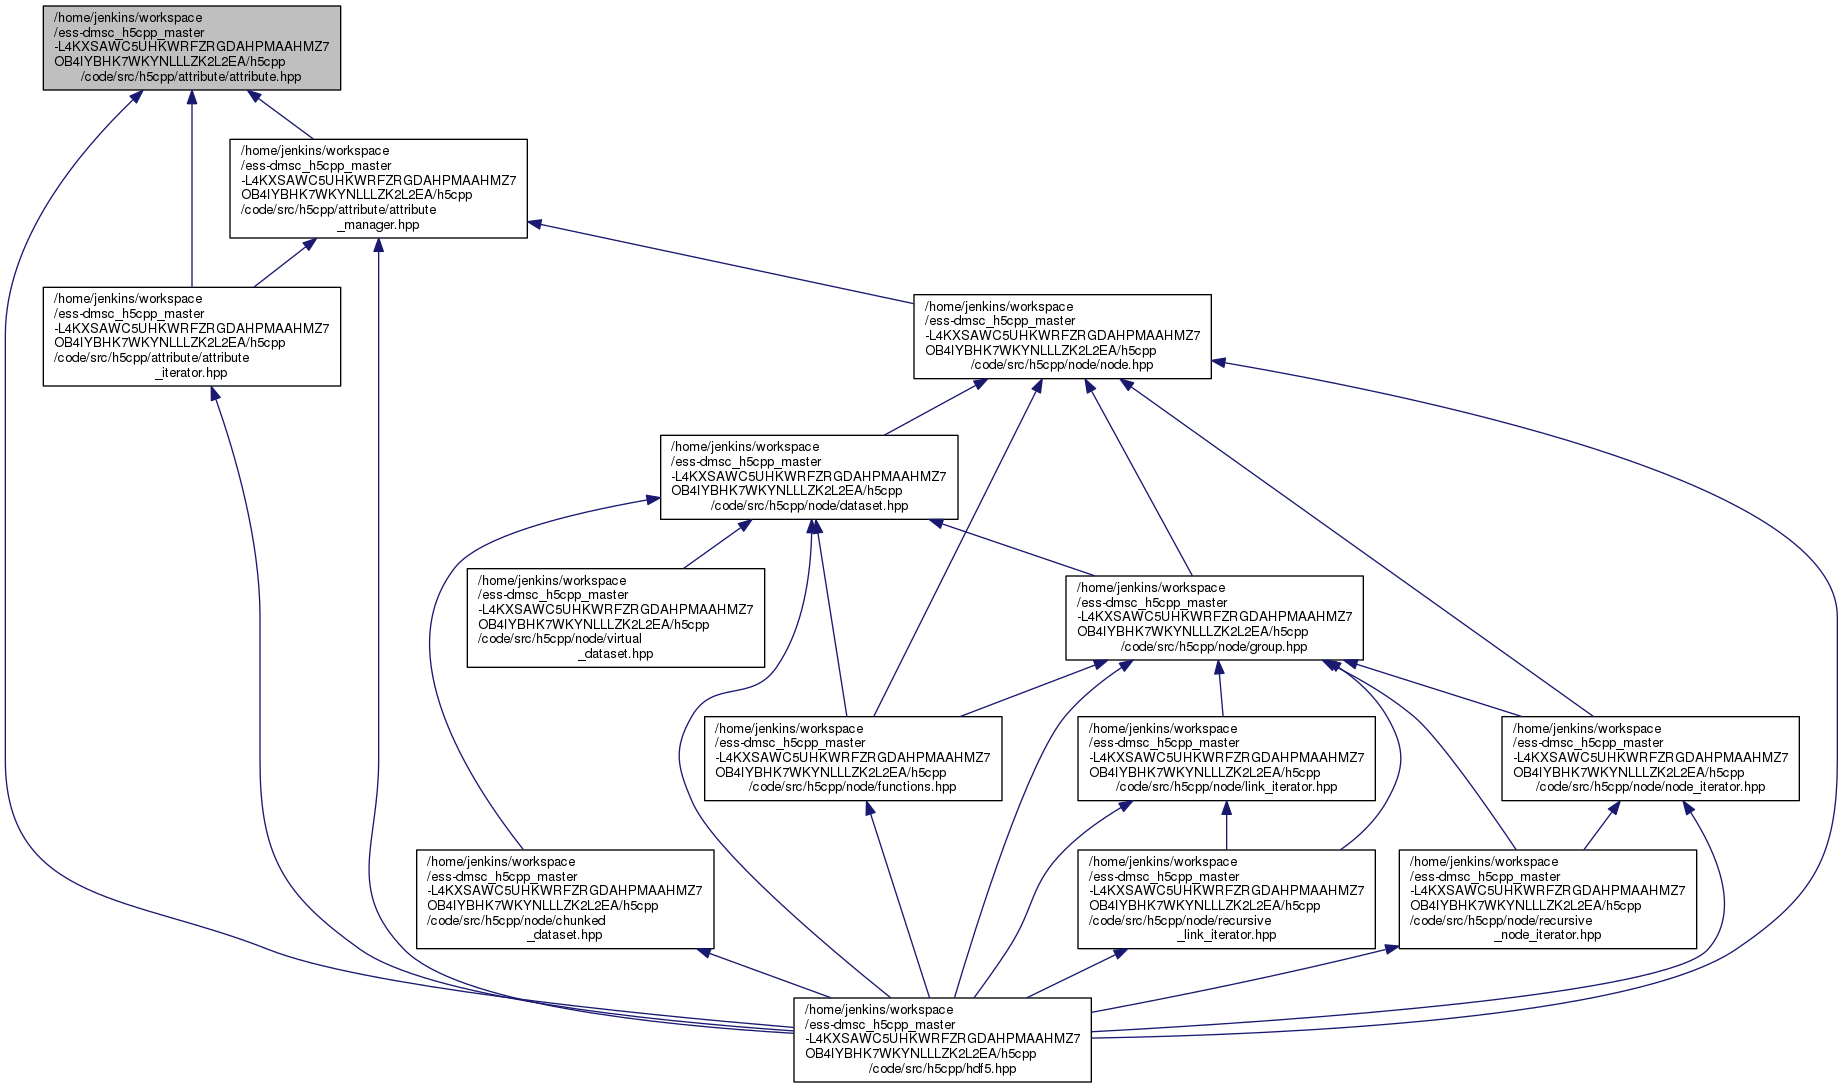 /home/jenkins/workspace
/ess-dmsc_h5cpp_master
-L4KXSAWC5UHKWRFZRGDAHPMAAHMZ7
OB4IYBHK7WKYNLLLZK2L2EA/h5cpp
/code/src/h5cpp/attribute/attribute.hpp
/home/jenkins/workspace
/ess-dmsc_h5cpp_master
-L4KXSAWC5UHKWRFZRGDAHPMAAHMZ7
OB4IYBHK7WKYNLLLZK2L2EA/h5cpp
/code/src/h5cpp/attribute/attribute
_manager.hpp
/home/jenkins/workspace
/ess-dmsc_h5cpp_master
-L4KXSAWC5UHKWRFZRGDAHPMAAHMZ7
OB4IYBHK7WKYNLLLZK2L2EA/h5cpp
/code/src/h5cpp/attribute/attribute
_iterator.hpp
/home/jenkins/workspace
/ess-dmsc_h5cpp_master
-L4KXSAWC5UHKWRFZRGDAHPMAAHMZ7
OB4IYBHK7WKYNLLLZK2L2EA/h5cpp
/code/src/h5cpp/node/node.hpp
/home/jenkins/workspace
/ess-dmsc_h5cpp_master
-L4KXSAWC5UHKWRFZRGDAHPMAAHMZ7
OB4IYBHK7WKYNLLLZK2L2EA/h5cpp
/code/src/h5cpp/node/dataset.hpp
/home/jenkins/workspace
/ess-dmsc_h5cpp_master
-L4KXSAWC5UHKWRFZRGDAHPMAAHMZ7
OB4IYBHK7WKYNLLLZK2L2EA/h5cpp
/code/src/h5cpp/node/virtual
_dataset.hpp
/home/jenkins/workspace
/ess-dmsc_h5cpp_master
-L4KXSAWC5UHKWRFZRGDAHPMAAHMZ7
OB4IYBHK7WKYNLLLZK2L2EA/h5cpp
/code/src/h5cpp/node/group.hpp
/home/jenkins/workspace
/ess-dmsc_h5cpp_master
-L4KXSAWC5UHKWRFZRGDAHPMAAHMZ7
OB4IYBHK7WKYNLLLZK2L2EA/h5cpp
/code/src/h5cpp/node/functions.hpp
/home/jenkins/workspace
/ess-dmsc_h5cpp_master
-L4KXSAWC5UHKWRFZRGDAHPMAAHMZ7
OB4IYBHK7WKYNLLLZK2L2EA/h5cpp
/code/src/h5cpp/node/link_iterator.hpp
/home/jenkins/workspace
/ess-dmsc_h5cpp_master
-L4KXSAWC5UHKWRFZRGDAHPMAAHMZ7
OB4IYBHK7WKYNLLLZK2L2EA/h5cpp
/code/src/h5cpp/node/node_iterator.hpp
/home/jenkins/workspace
/ess-dmsc_h5cpp_master
-L4KXSAWC5UHKWRFZRGDAHPMAAHMZ7
OB4IYBHK7WKYNLLLZK2L2EA/h5cpp
/code/src/h5cpp/node/chunked
_dataset.hpp
/home/jenkins/workspace
/ess-dmsc_h5cpp_master
-L4KXSAWC5UHKWRFZRGDAHPMAAHMZ7
OB4IYBHK7WKYNLLLZK2L2EA/h5cpp
/code/src/h5cpp/node/recursive
_link_iterator.hpp
/home/jenkins/workspace
/ess-dmsc_h5cpp_master
-L4KXSAWC5UHKWRFZRGDAHPMAAHMZ7
OB4IYBHK7WKYNLLLZK2L2EA/h5cpp
/code/src/h5cpp/node/recursive
_node_iterator.hpp
/home/jenkins/workspace
/ess-dmsc_h5cpp_master
-L4KXSAWC5UHKWRFZRGDAHPMAAHMZ7
OB4IYBHK7WKYNLLLZK2L2EA/h5cpp
/code/src/h5cpp/hdf5.hpp